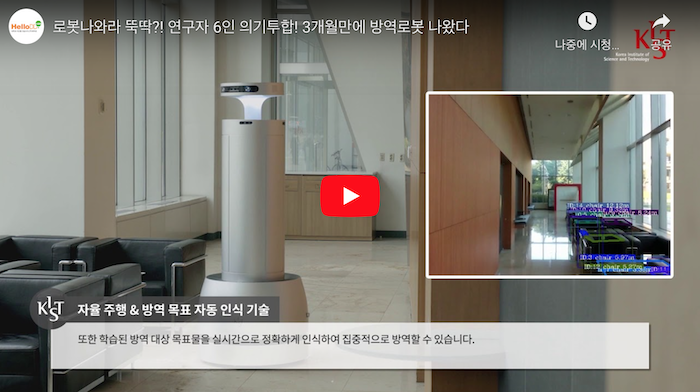 HelloDD
로봇나와라 뚝딱?! 연구자 6인 의기투합! 3개월만에 방역로봇 나왔다
나중에 시청...
공유
KIST
Korea Institute of
Science and Technology
KIST
자율 주행 & 방역 목표 자동 인식 기술
또한 학습된 방역 대상 목표물을 실시간으로 정확하게 인식하여 집중적으로 방역할 수 있습니다.